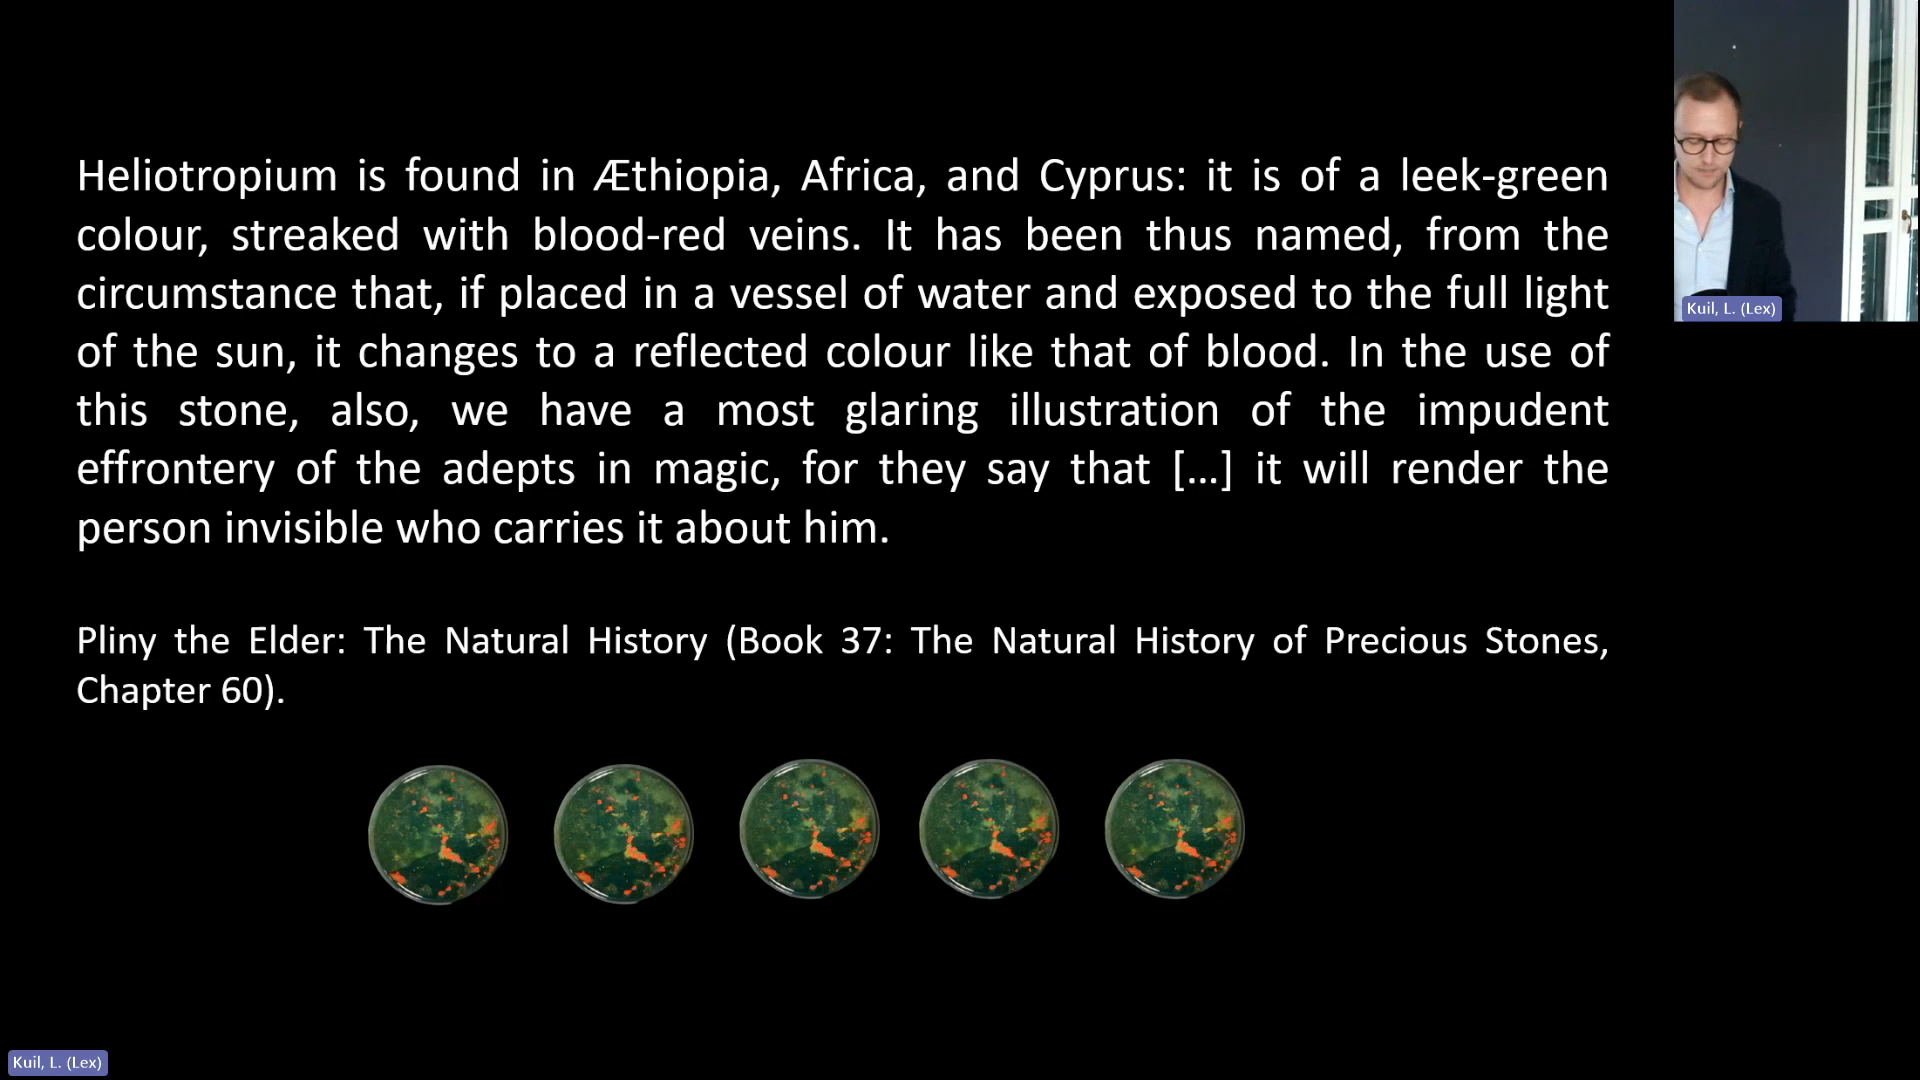 Heliotropium is found in Æthiopia, Africa, and Cyprus: it is of a leek-green
colour, streaked with blood-red veins. It has been thus named, from the
circumstance that, if placed in a vessel of water and exposed to the full light
of the sun, it changes to a reflected colour like that of blood. In the use of
this stone, also, we have a most glaring illustration of the impudent
effrontery of the adepts in magic, for they say that […] it will render the
person invisible who carries it about him.
Pliny the Elder: The Natural History (Book 37: The Natural History of Precious Stones,
Chapter 60).
Kuil, L. (Lex)
Kuil, L. (Lex)